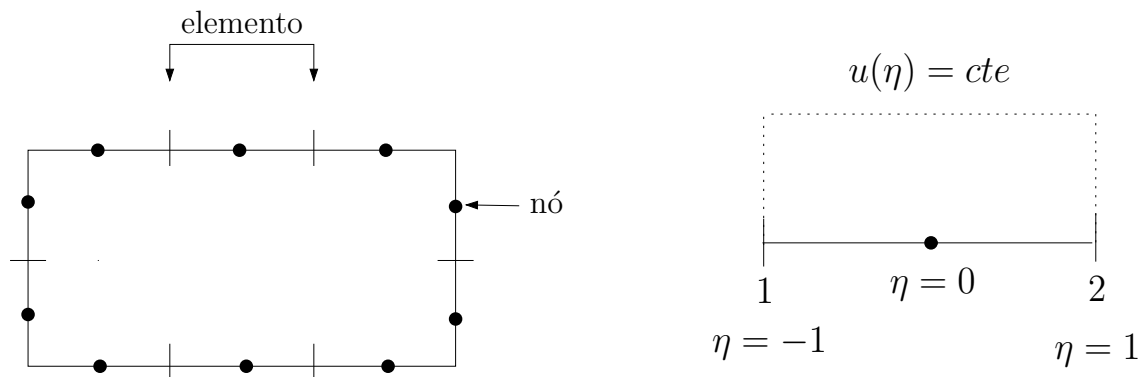 elemento
nó
u(η) = cte
η = 0
1
2
η = −1
η = 1